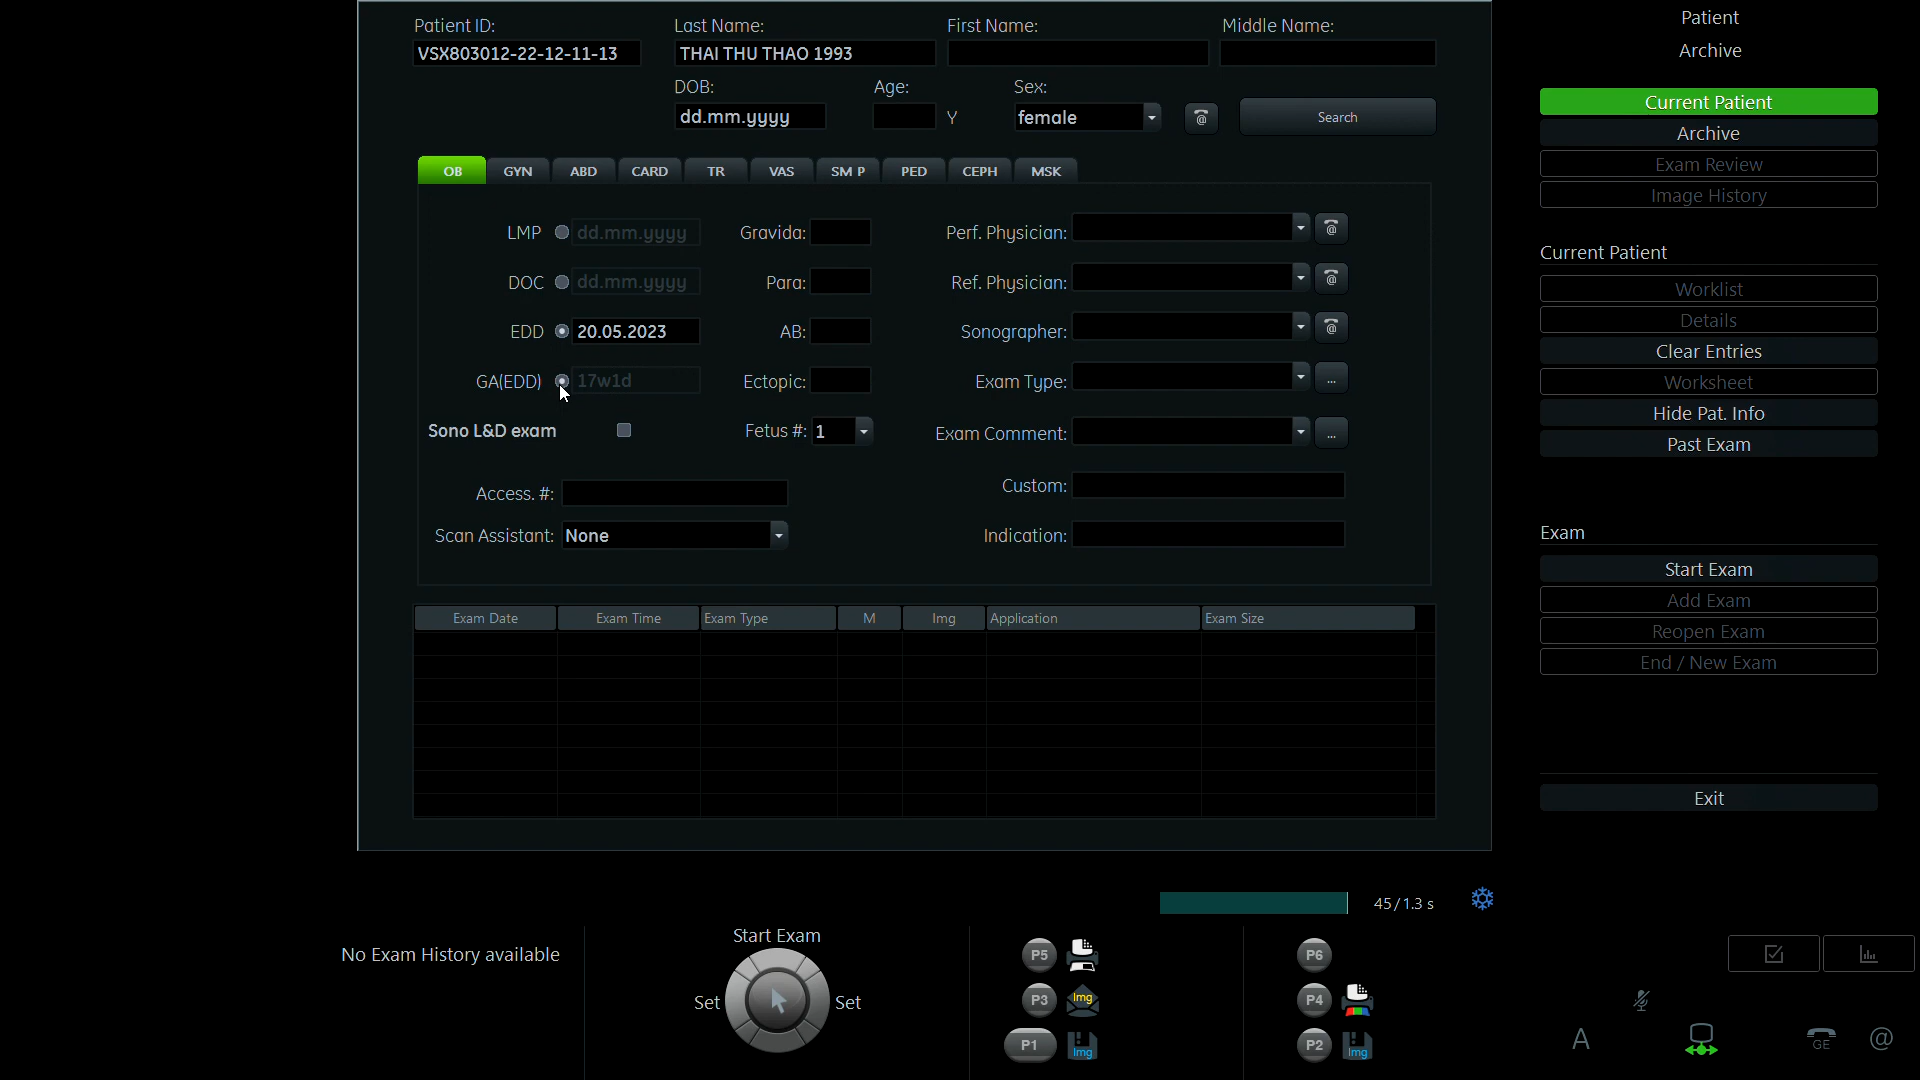 Patient ID: Last Name: First Name: Middle Name:
VSX803012-22-12-11-13 THAI THU THAO 1993
DOB: Age: Sex:
dd.mm.yyyy Y female @ Search
OB GYN ABD CARD TR VAS SM P PED CEPH MSK
LMP dd.mm.yyyy Gravida: Perf. Physician: @
DOC dd.mm.yyyy Para: Ref. Physician: @
EDD 20.05.2023 AB: Sonographer: @
GA(EDD) 17w1d Ectopic: Exam Type: ...
Sono L&D exam Fetus #: 1 Exam Comment: ...
Access. #: Custom:
Scan Assistant: None Indication:
Exam Date Exam Time Exam Type M Img Application Exam Size
Patient
Archive
Current Patient
Archive
Exam Review
Image History
Current Patient
Worklist
Details
Clear Entries
Worksheet
Hide Pat. Info
Past Exam
Exam
Start Exam
Add Exam
Reopen Exam
End / New Exam
Exit
45/1.3 s
No Exam History available
Start Exam
Set Set
P5 P6
P3 Img P4
P1 Img P2 Img
A GE @